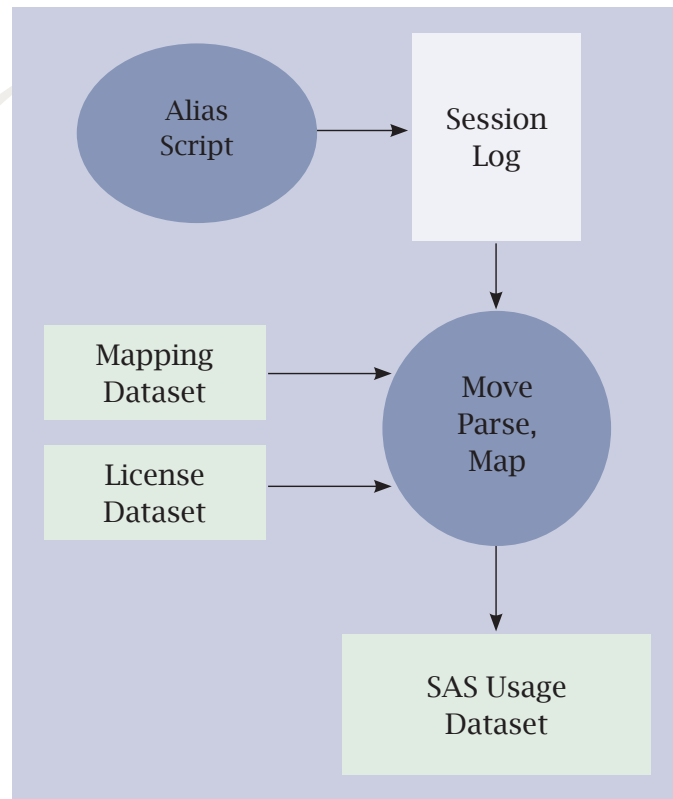 Alias
Script
Session
Log
Mapping
Dataset
Move
Parse,
Map
License
Dataset
SAS Usage
Dataset